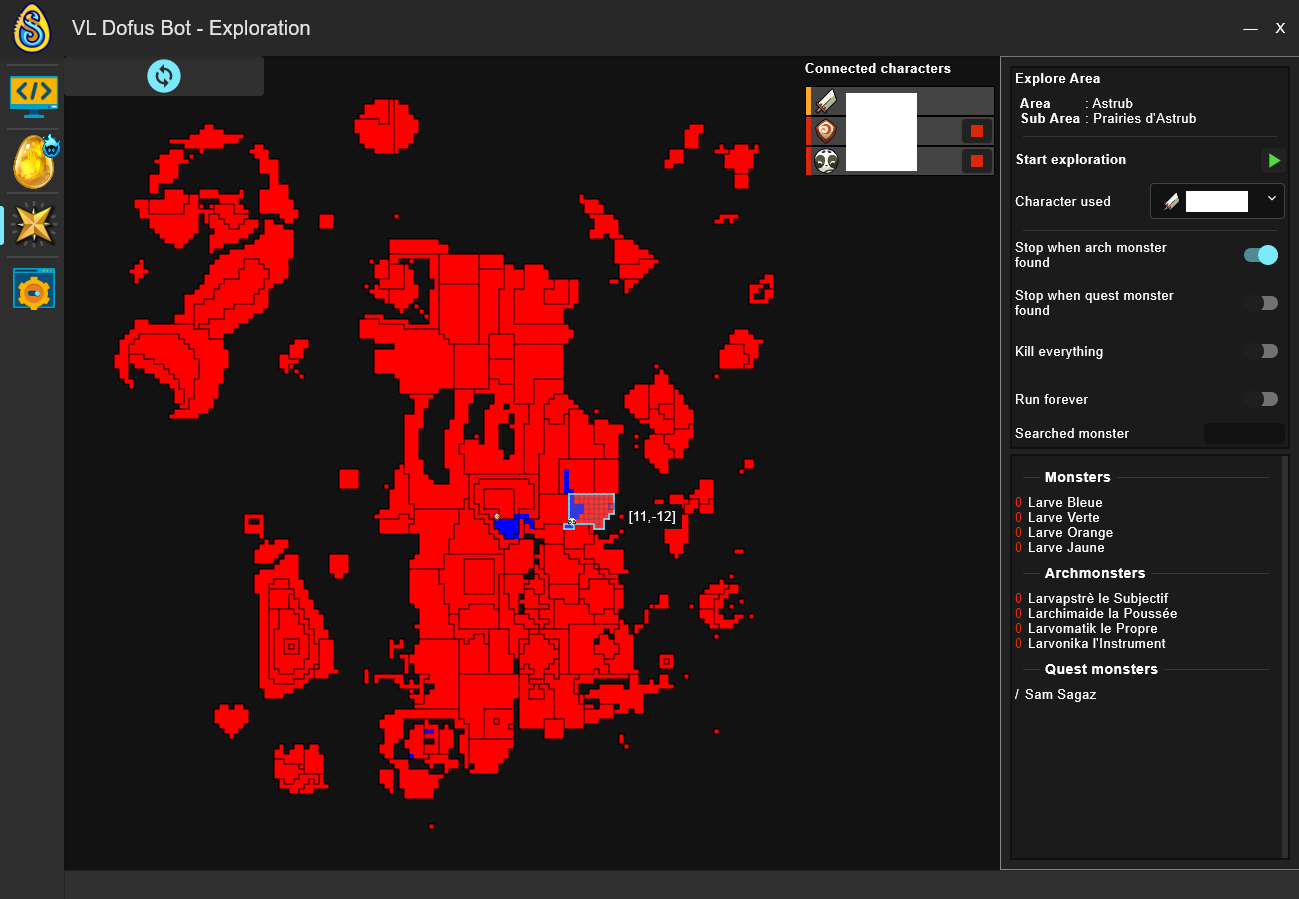 VL Dofus Bot - Exploration
— X
Connected characters
[11,-12]
Explore Area
Area : Astrub
Sub Area : Prairies d'Astrub
Start exploration
Character used
Stop when arch monster
found
Stop when quest monster
found
Kill everything
Run forever
Searched monster
Monsters
0 Larve Bleue
0 Larve Verte
0 Larve Orange
0 Larve Jaune
Archmonsters
0 Larvapstrè le Subjectif
0 Larchimaide la Poussée
0 Larvomatik le Propre
0 Larvonika l'Instrument
Quest monsters
/ Sam Sagaz